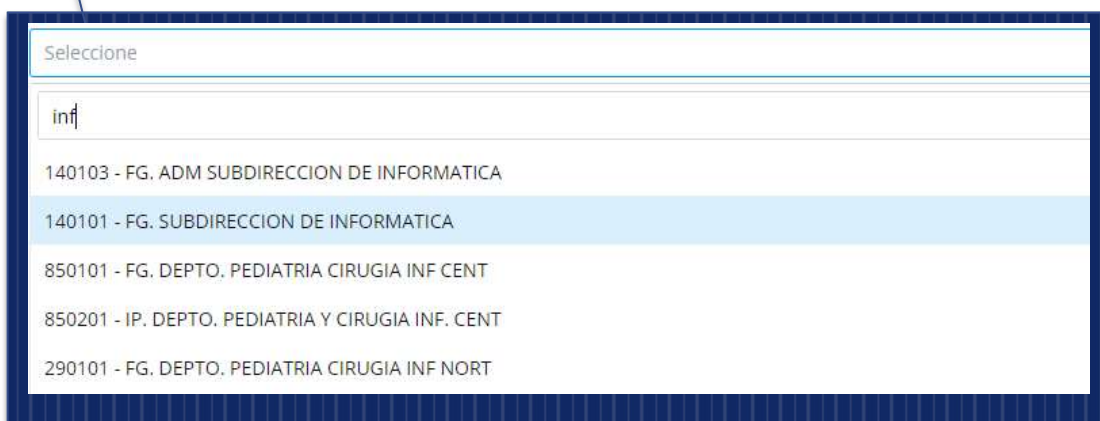 Seleccione
inf
140103 - FG. ADM SUBDIRECCION DE INFORMATICA
140101 - FG. SUBDIRECCION DE INFORMATICA
850101 - FG. DEPTO. PEDIATRIA CIRUGIA INF CENT
850201 - IP. DEPTO. PEDIATRIA Y CIRUGIA INF. CENT
290101 - FG. DEPTO. PEDIATRIA CIRUGIA INF NORT